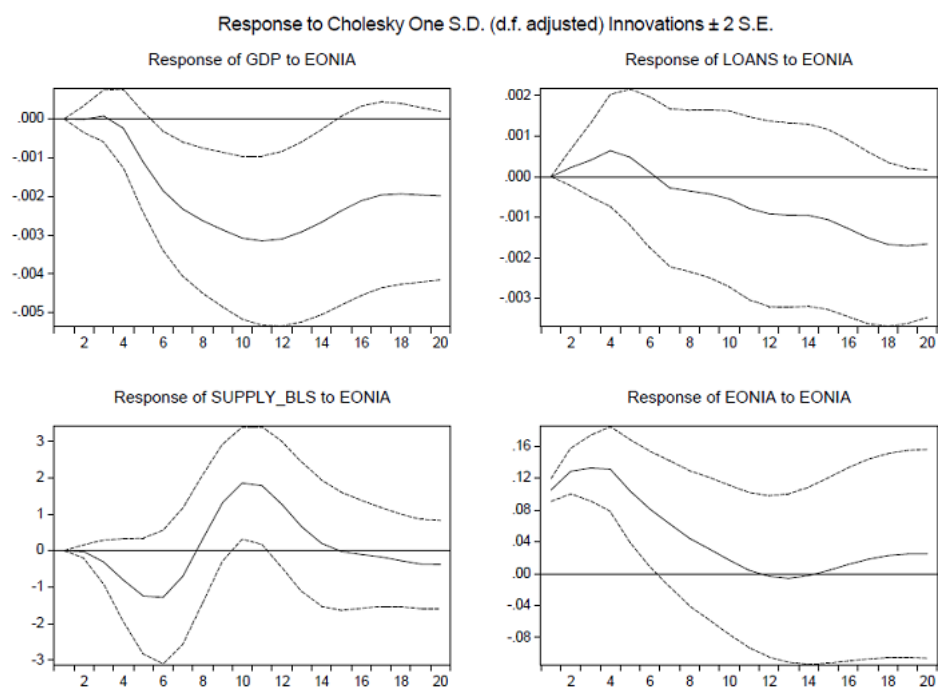 Response to Cholesky One S.D. (d.f. adjusted) Innovations ± 2 S.E.
Response of GDP to EONIA
.000
-.001
-.002
-.003
-.004
-.005
2 4 6 8 10 12 14 16 18 20
Response of LOANS to EONIA
.002
.001
.000
-.001
-.002
-.003
2 4 6 8 10 12 14 16 18 20
Response of SUPPLY_BLS to EONIA
3
2
1
0
-1
-2
-3
2 4 6 8 10 12 14 16 18 20
Response of EONIA to EONIA
.16
.12
.08
.04
.00
-.04
-.08
2 4 6 8 10 12 14 16 18 20